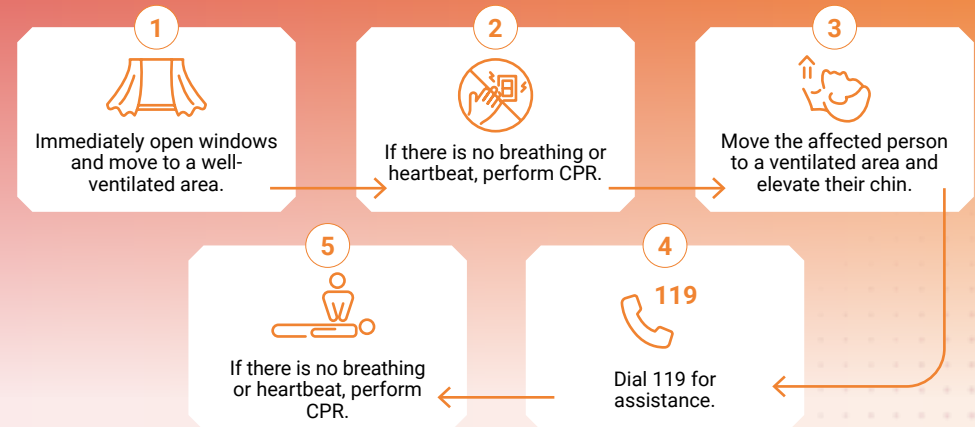 1
Immediately open windows
and move to a well-
ventilated area.
2
If there is no breathing or
heartbeat, perform CPR.
3
Move the affected person
to a ventilated area and
elevate their chin.
4
119
Dial 119 for
assistance.
5
If there is no breathing
or heartbeat, perform
CPR.